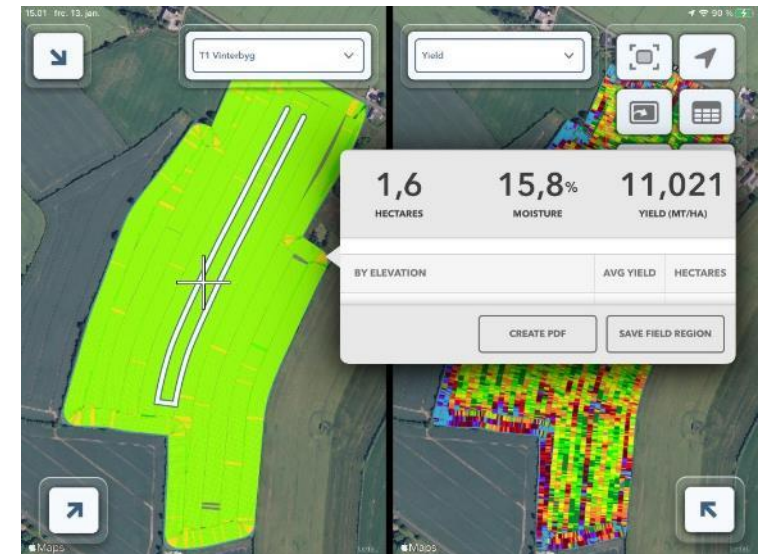 15.01 fre. 13. jan.
90 %
T1 Vinterbyg
Yield
1,6
15,8%
11,021
HECTARES
MOISTURE
YIELD (MT/HA)
BY ELEVATION
AVG YIELD
HECTARES
CREATE PDF
SAVE FIELD REGION
Maps
Maps